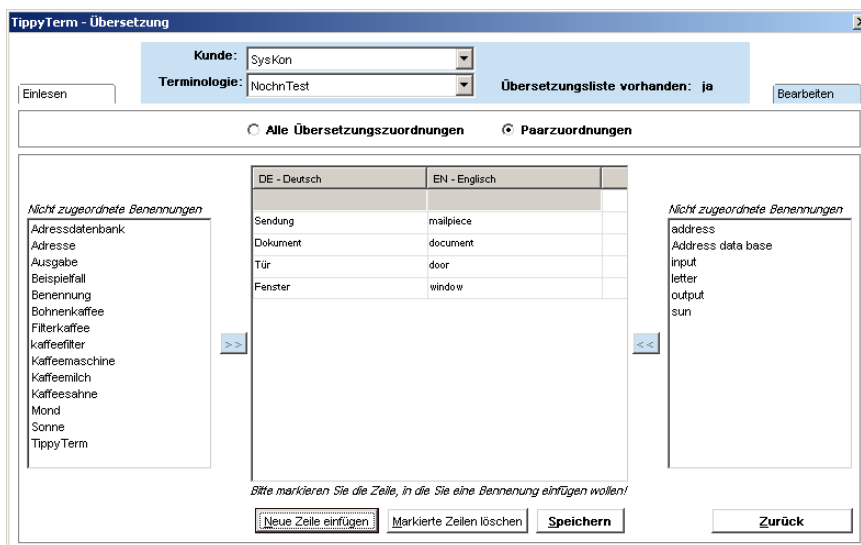 TippyTerm - Übersetzung
Kunde: SysKon
Terminologie: NochnTest
Übersetzungsliste vorhanden: ja
Einlesen
Bearbeiten
Alle Übersetzungszuordnungen
Paarzuordnungen
Nicht zugeordnete Benennungen
Adressdatenbank
Adresse
Ausgabe
Beispielfall
Benennung
Bohnenkaffee
Filterkaffee
kaffeefilter
Kaffeemaschine
Kaffeemilch
Kaffeesahne
Mond
Sonne
TippyTerm
>>
DE - Deutsch EN - Englisch
Sendung mailpiece
Dokument document
Tür door
Fenster window
<<
Nicht zugeordnete Benennungen
address
Address data base
input
letter
output
sun
Bitte markieren Sie die Zeile, in die Sie eine Bennenung einfügen wollen!
Neue Zeile einfügen
Markierte Zeilen löschen
Speichern
Zurück